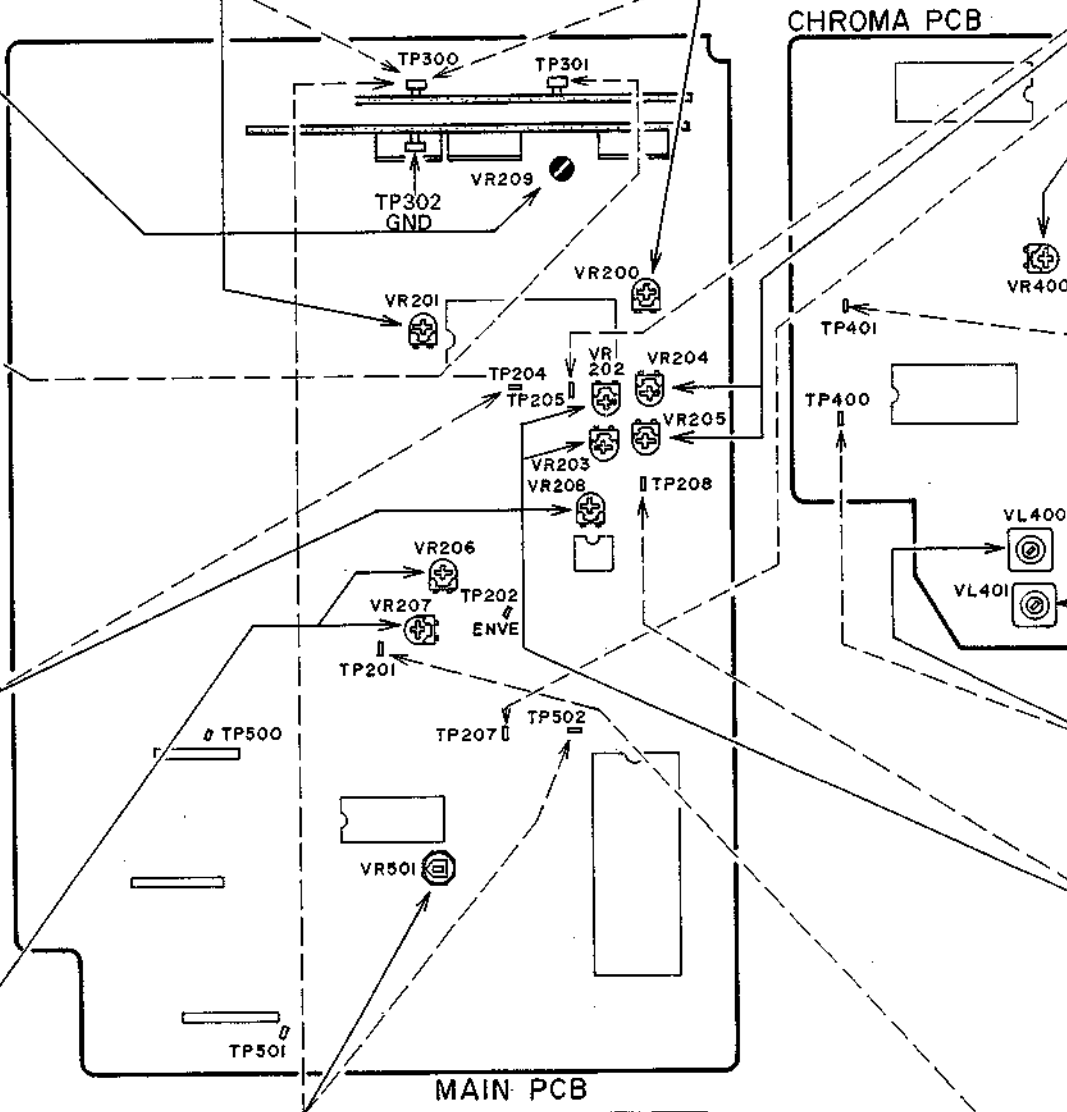 CHROMA PCB
TP300
TP301
VR209
TP302
GND
VR200
VR400
VR201
TP401
VR
202
VR204
TP204
TP205
TP400
VR205
VR203
VR208
TP208
VL400
VR206
TP202
ENVE
VL401
VR207
TP201
TP500
TP207
TP502
VR501
TP501
MAIN PCB